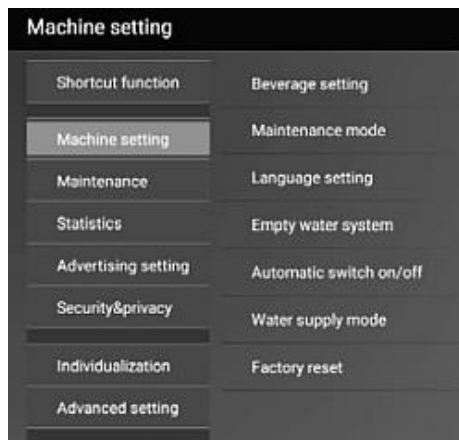 Machine setting
Shortcut function
Machine setting
Maintenance
Statistics
Advertising setting
Security&privacy
Individualization
Advanced setting
Beverage setting
Maintenance mode
Language setting
Empty water system
Automatic switch on/off
Water supply mode
Factory reset